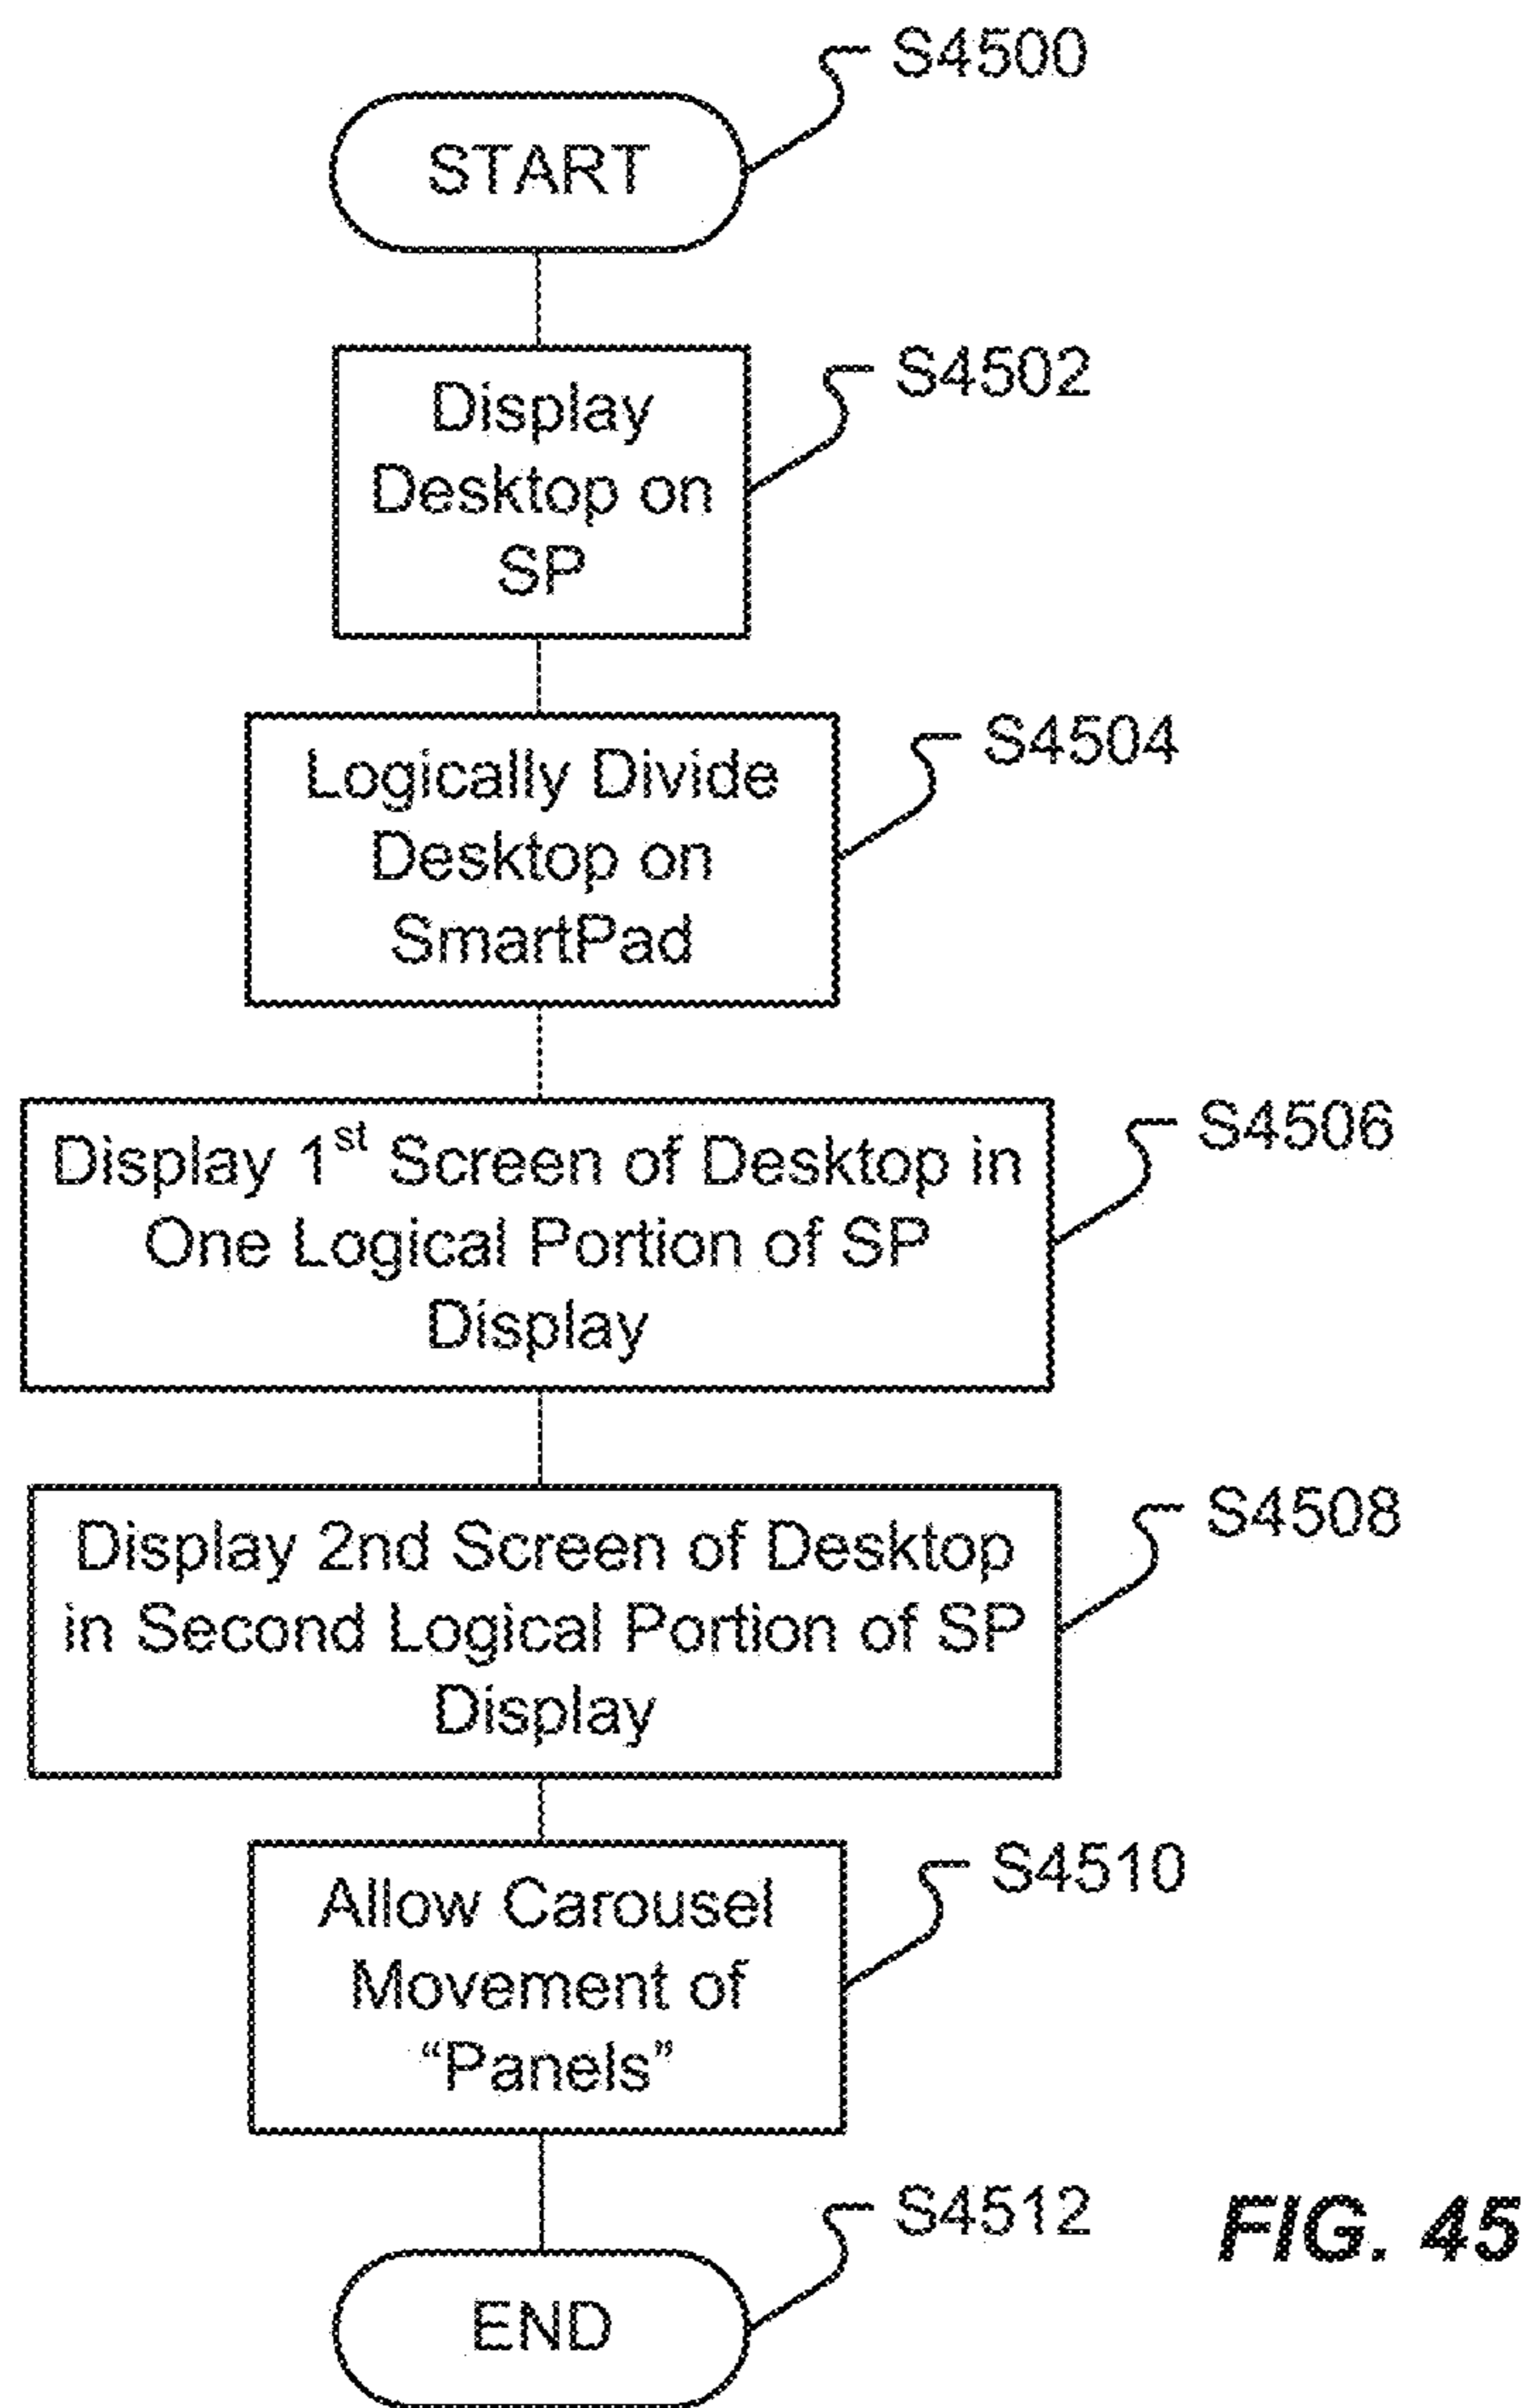 S4500
START
S4502
Display
Desktop on
SP
S4504
Logically Divide
Desktop on
SmartPad
S4506
Display 1st Screen of Desktop in
One Logical Portion of SP
Display
S4508
Display 2nd Screen of Desktop
in Second Logical Portion of SP
Display
S4510
Allow Carousel
Movement of
“Panels”
S4512
END
FIG. 45